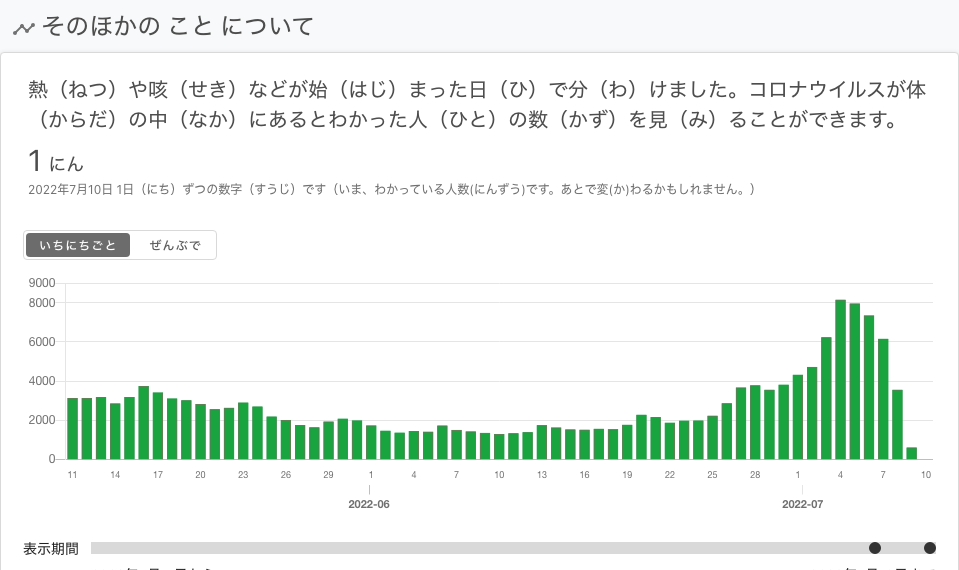 そのほかの こと について
熱（ねつ）や咳（せき）などが始（はじ）まった日（ひ）で分（わ）けました。コロナウイルスが体
（からだ）の中（なか）にあるとわかった人（ひと）の数（かず）を見（み）ることができます。
1 にん
2022年7月10日 1日（にち）ずつの数字（すうじ）です（いま、わかっている人数(にんずう)です。あとで変(か)わるかもしれません。）
いちにちごと ぜんぶで
9000
8000
6000
4000
2000
0
11 14 17 20 23 26 29 1 4 7 10 13 16 19 22 25 28 1 4 7 10
2022-06 2022-07
表示期間